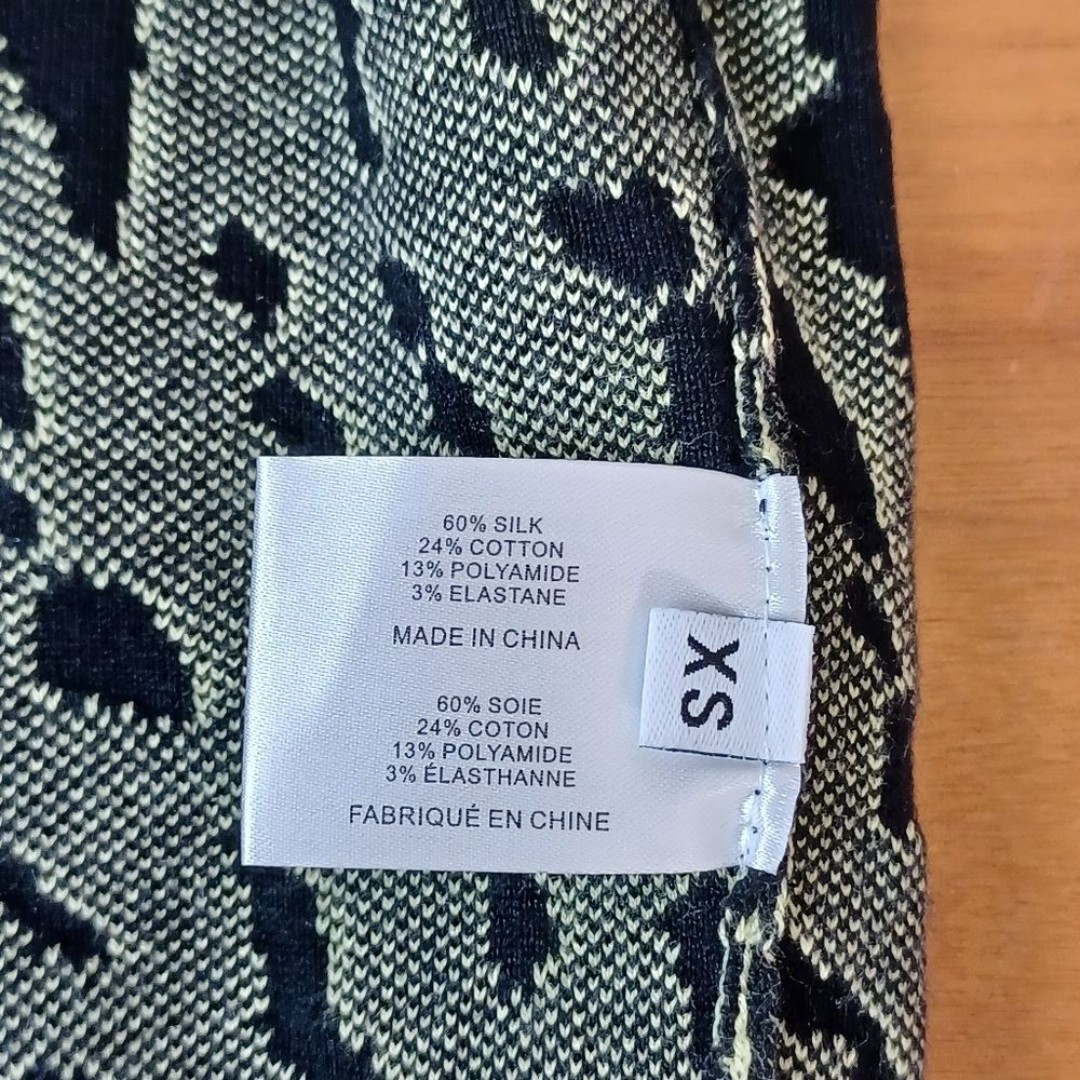 60% SILK
24% COTTON
13% POLYAMIDE
3% ELASTANE
MADE IN CHINA
60% SOIE
24% COTON
13% POLYAMIDE
3% ÉLASTHANNE
FABRIQUÉ EN CHINE
XS